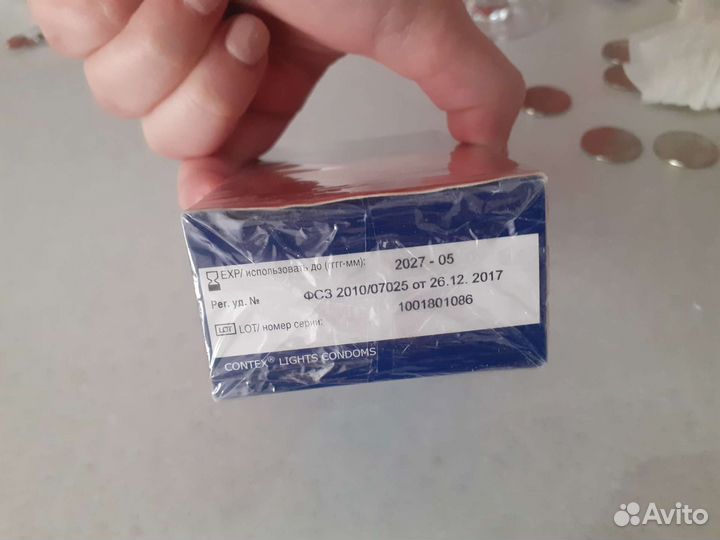 EXP/ использовать до (гггг-мм): 2027 - 05
Рег. уд. № ФСЗ 2010/07025 от 26.12. 2017
LOT LOT/ номер серии: 1001801086
CONTEX® LIGHTS CONDOMS
Avito